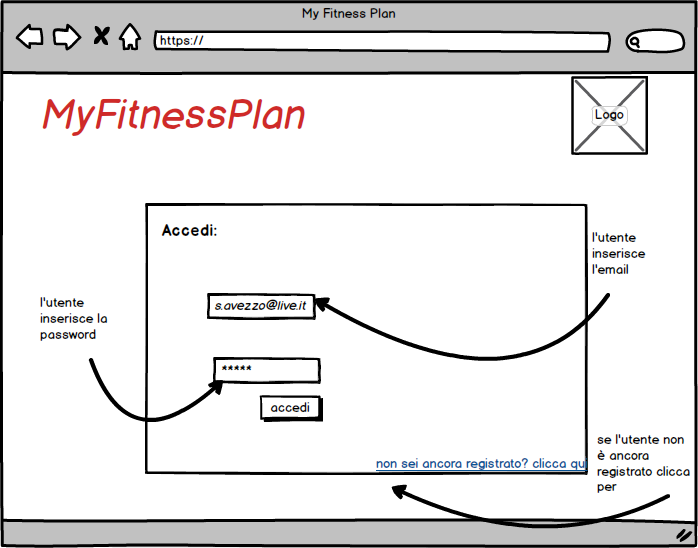 My Fitness Plan
https://
MyFitnessPlan
Logo
Accedi:
l'utente
inserisce
l'email
s.avezzo@live.it
l'utente
inserisce la
password
*****
accedi
non sei ancora registrato? clicca qui
se l'utente non
è ancora
registrato clicca
per